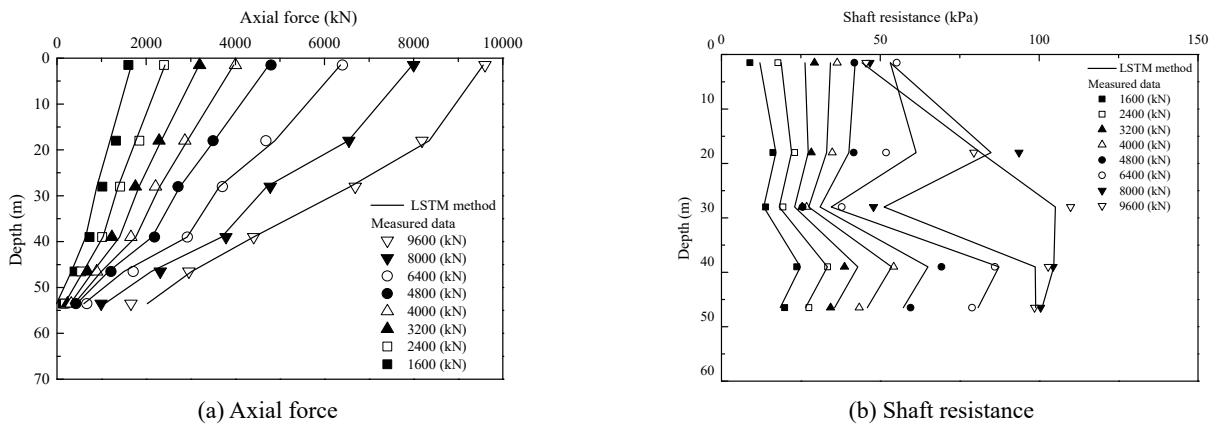 Axial force (kN)
0 2000 4000 6000 8000 10000
0
10
20
30
40
50
60
70
Depth (m)
LSTM method
Measured data
9600 (kN)
8000 (kN)
6400 (kN)
4800 (kN)
4000 (kN)
3200 (kN)
2400 (kN)
1600 (kN)
(a) Axial force
Shaft resistance (kPa)
0 50 100 150
0
10
20
30
40
50
60
Depth (m)
LSTM method
Measured data
1600 (kN)
2400 (kN)
3200 (kN)
4000 (kN)
4800 (kN)
6400 (kN)
8000 (kN)
9600 (kN)
(b) Shaft resistance